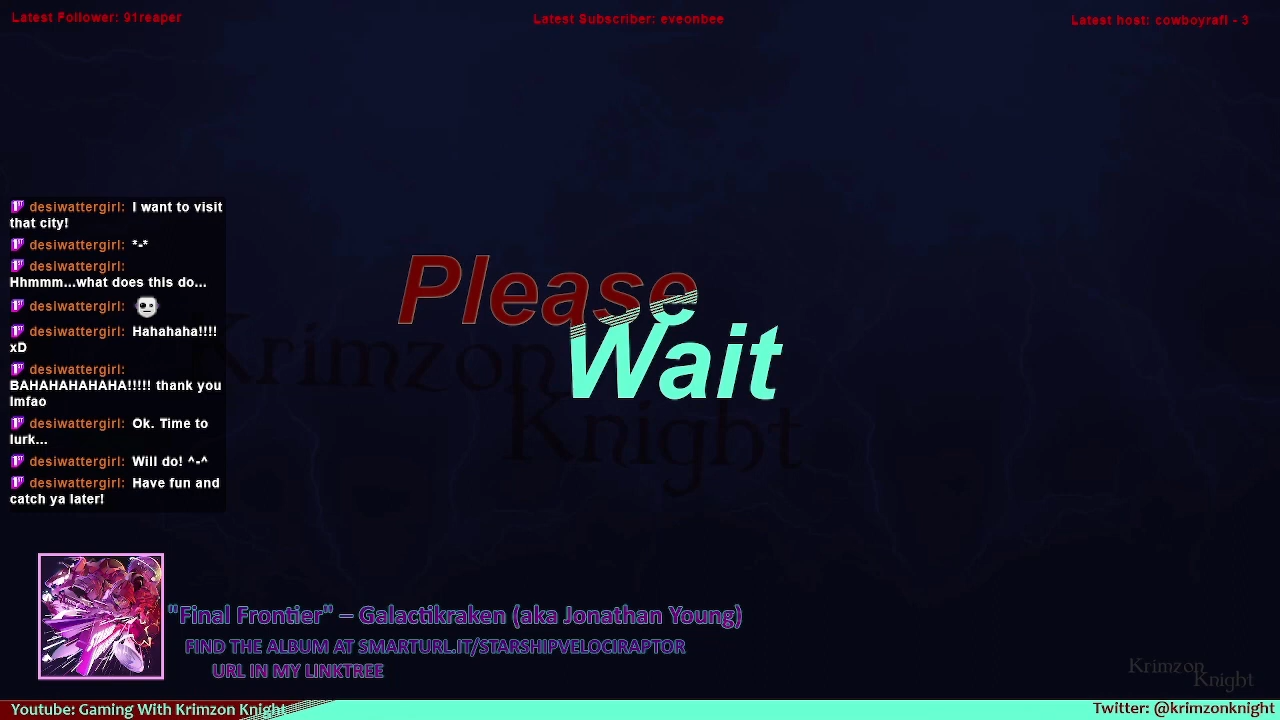 Latest Follower: 91reaper
Latest Subscriber: eveonbee
Latest host: cowboyrafl - 3
desiwattergirl: I want to visit
that city!
desiwattergirl: *-*
desiwattergirl:
Hhmmm...what does this do...
desiwattergirl:
desiwattergirl: Hahahaha!!!!
xD
desiwattergirl:
BAHAHAHAHAHA!!!!! thank you
lmfao
desiwattergirl: Ok. Time to
lurk...
desiwattergirl: Will do! ^-^
desiwattergirl: Have fun and
catch ya later!
Please
Wait
Krimzon
Knight
"Final Frontier" – Galactikraken (aka Jonathan Young)
FIND THE ALBUM AT SMARTURL.IT/STARSHIPVELOCIRAPTOR
URL IN MY LINKTREE
Krimzon
Knight
Youtube: Gaming With Krimzon Knight
Twitter: @krimzonknight